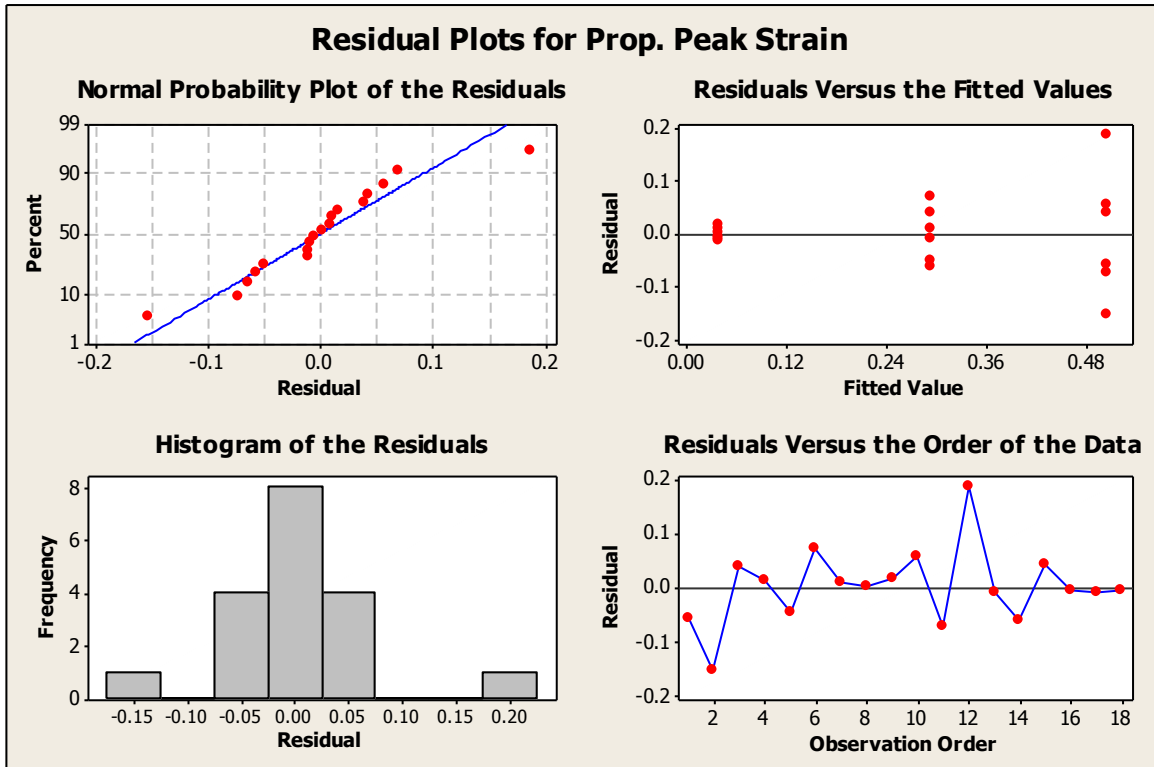 Residual Plots for Prop. Peak Strain
Normal Probability Plot of the Residuals
99
90
50
10
1
Percent
-0.2 -0.1 0.0 0.1 0.2
Residual
Residuals Versus the Fitted Values
0.2
0.1
0.0
-0.1
-0.2
Residual
0.00 0.12 0.24 0.36 0.48
Fitted Value
Histogram of the Residuals
8
6
4
2
0
Frequency
-0.15 -0.10 -0.05 0.00 0.05 0.10 0.15 0.20
Residual
Residuals Versus the Order of the Data
0.2
0.1
0.0
-0.1
-0.2
Residual
2 4 6 8 10 12 14 16 18
Observation Order